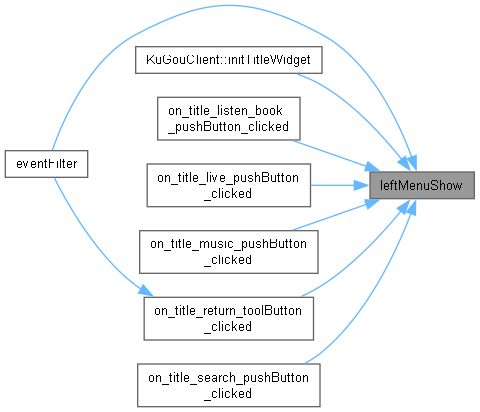 KuGouClient::initTitleWidget
on_title_listen_book
_pushButton_clicked
eventFilter
on_title_live_pushButton
_clicked
leftMenuShow
on_title_music_pushButton
_clicked
on_title_return_toolButton
_clicked
on_title_search_pushButton
_clicked